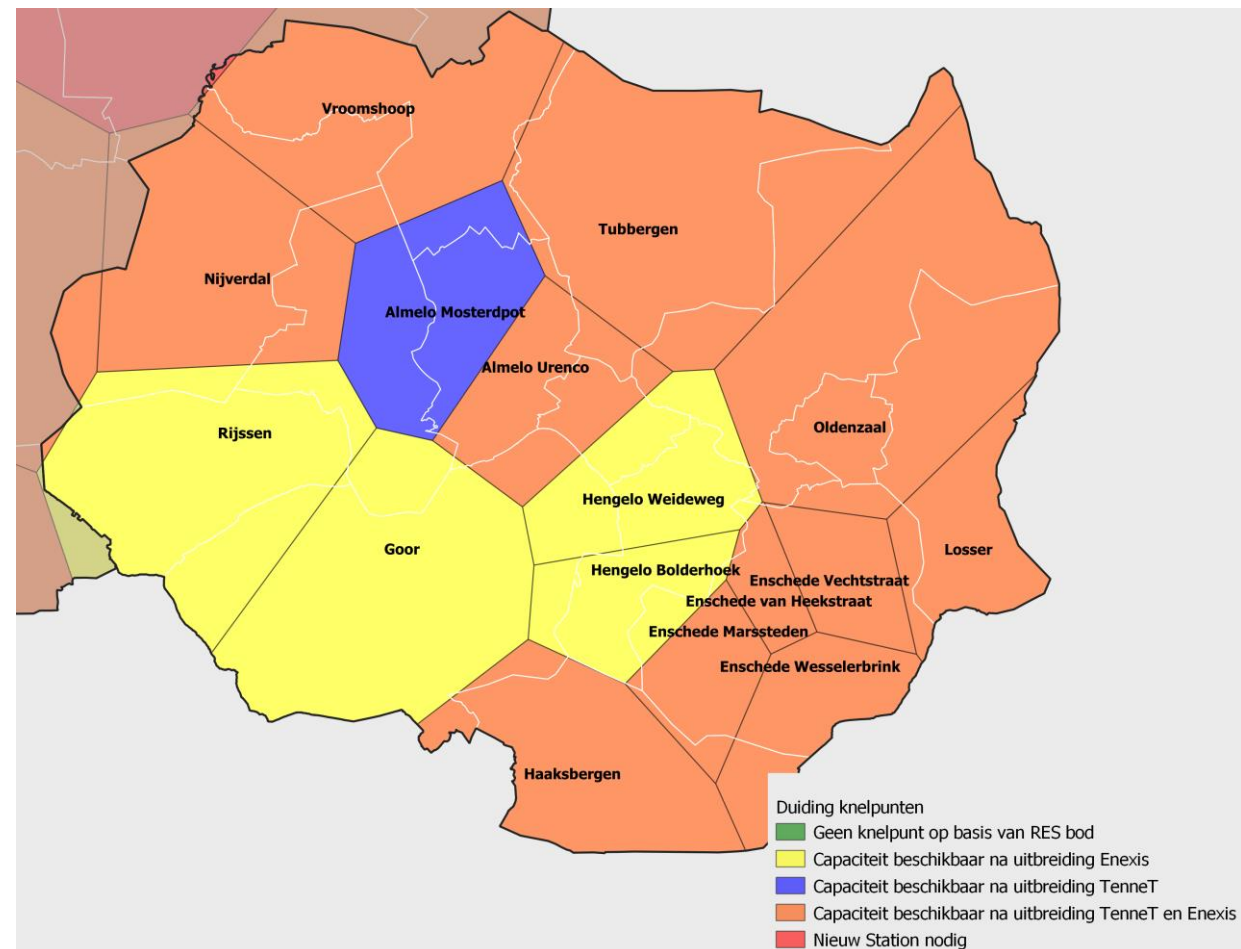 Vroomshoop
Tubbergen
Nijverdal
Almelo Mosterdpot
Almelo Urenco
Rijssen
Oldenzaal
Hengelo Weideweg
Goor
Losser
Hengelo Bolderhoek
Enschede Vechtstraat
Enschede van Heekstraat
Enschede Marssteden
Enschede Wesselerbrink
Haaksbergen
Duiding knelpunten
Geen knelpunt op basis van RES bod
Capaciteit beschikbaar na uitbreiding Enexis
Capaciteit beschikbaar na uitbreiding TenneT
Capaciteit beschikbaar na uitbreiding TenneT en Enexis
Nieuw Station nodig